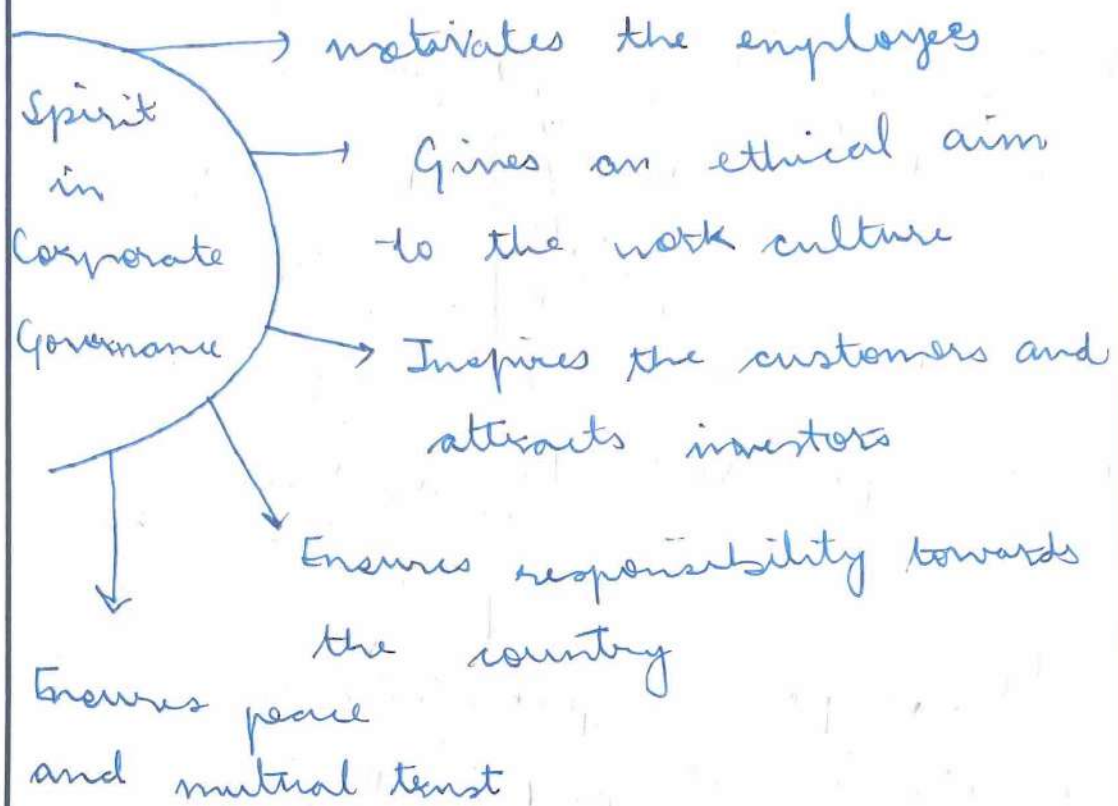 Spirit
in
Corporate
Governance
motivates the employees
Gives an ethical aim
to the work culture
Inspires the customers and
attracts investors
Ensures responsibility towards
the country
Ensures peace
and mutual trust